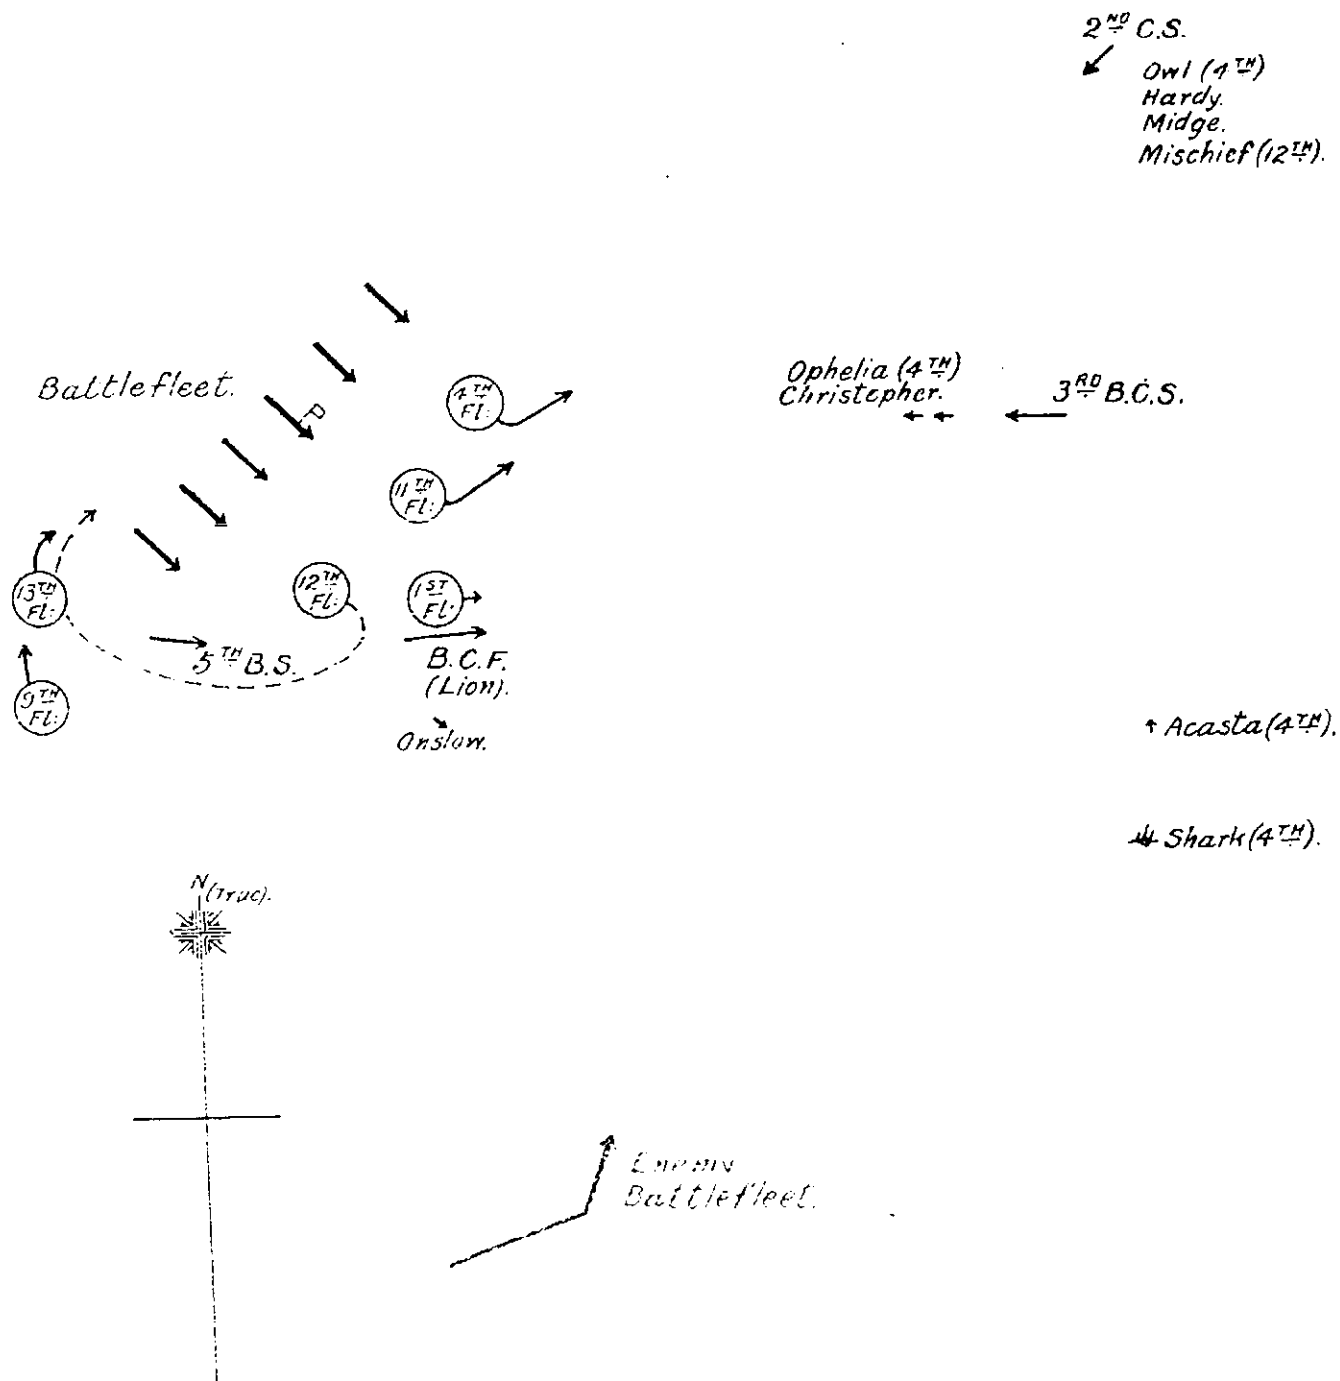 2ND C.S.
Owl (4TH)
Hardy.
Midge.
Mischief (12TH).
Battlefleet.
P
4TH
Fl:
Ophelia (4TH)
Christopher.
3RD B.C.S.
11TH
Fl:
13TH
Fl:
12TH
Fl:
1ST
Fl:
5TH B.S.
B.C.F.
(Lion).
9TH
Fl:
Onslow.
Acasta (4TH).
Shark (4TH).
N (True).
Enemy
Battlefleet.